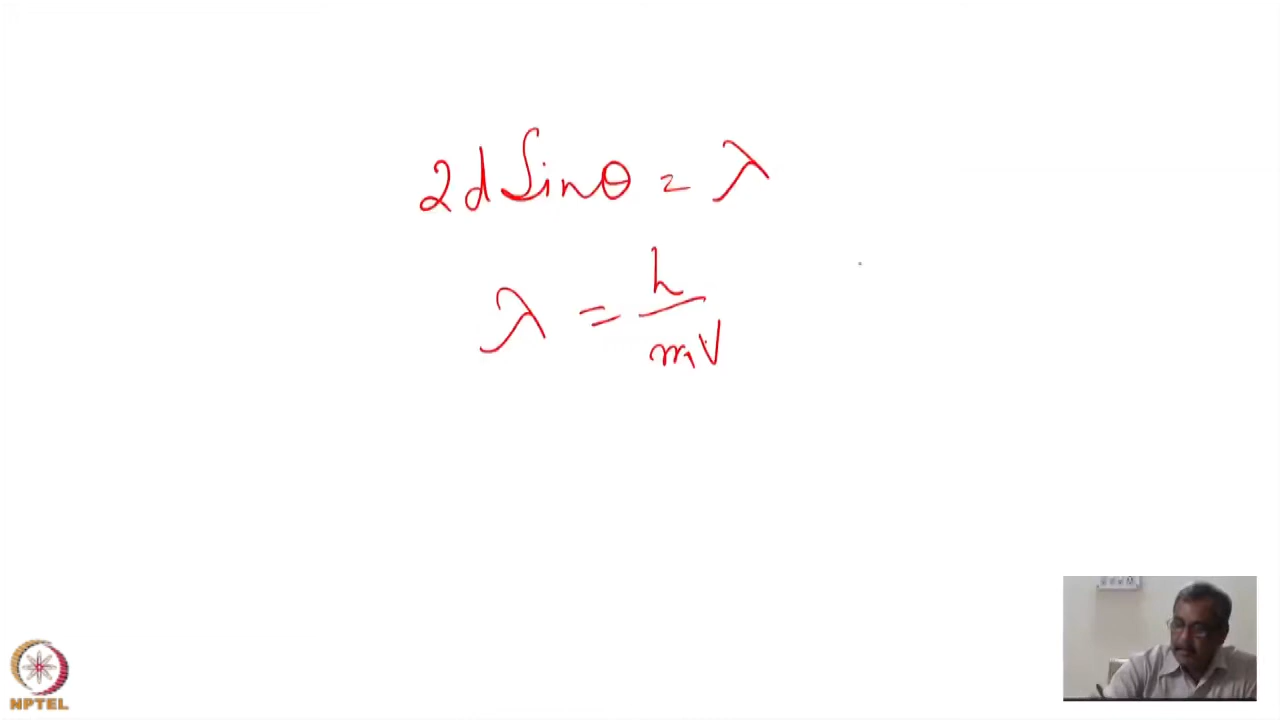 2d Sinθ = λ
λ = h/mV
NPTEL